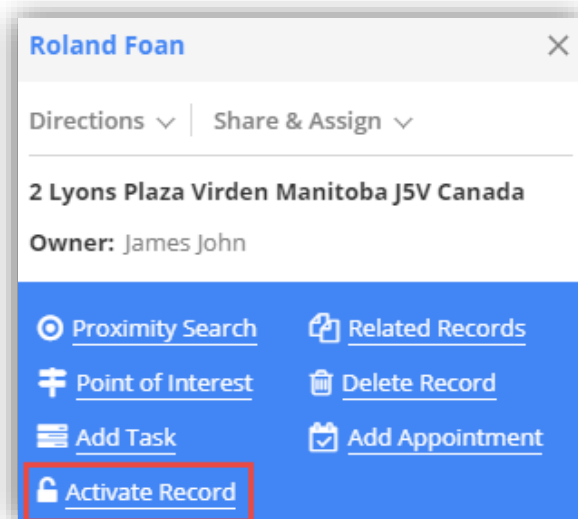 Roland Foan
Directions Share & Assign
2 Lyons Plaza Virden Manitoba J5V Canada
Owner: James John
Proximity Search Related Records
Point of Interest Delete Record
Add Task Add Appointment
Activate Record